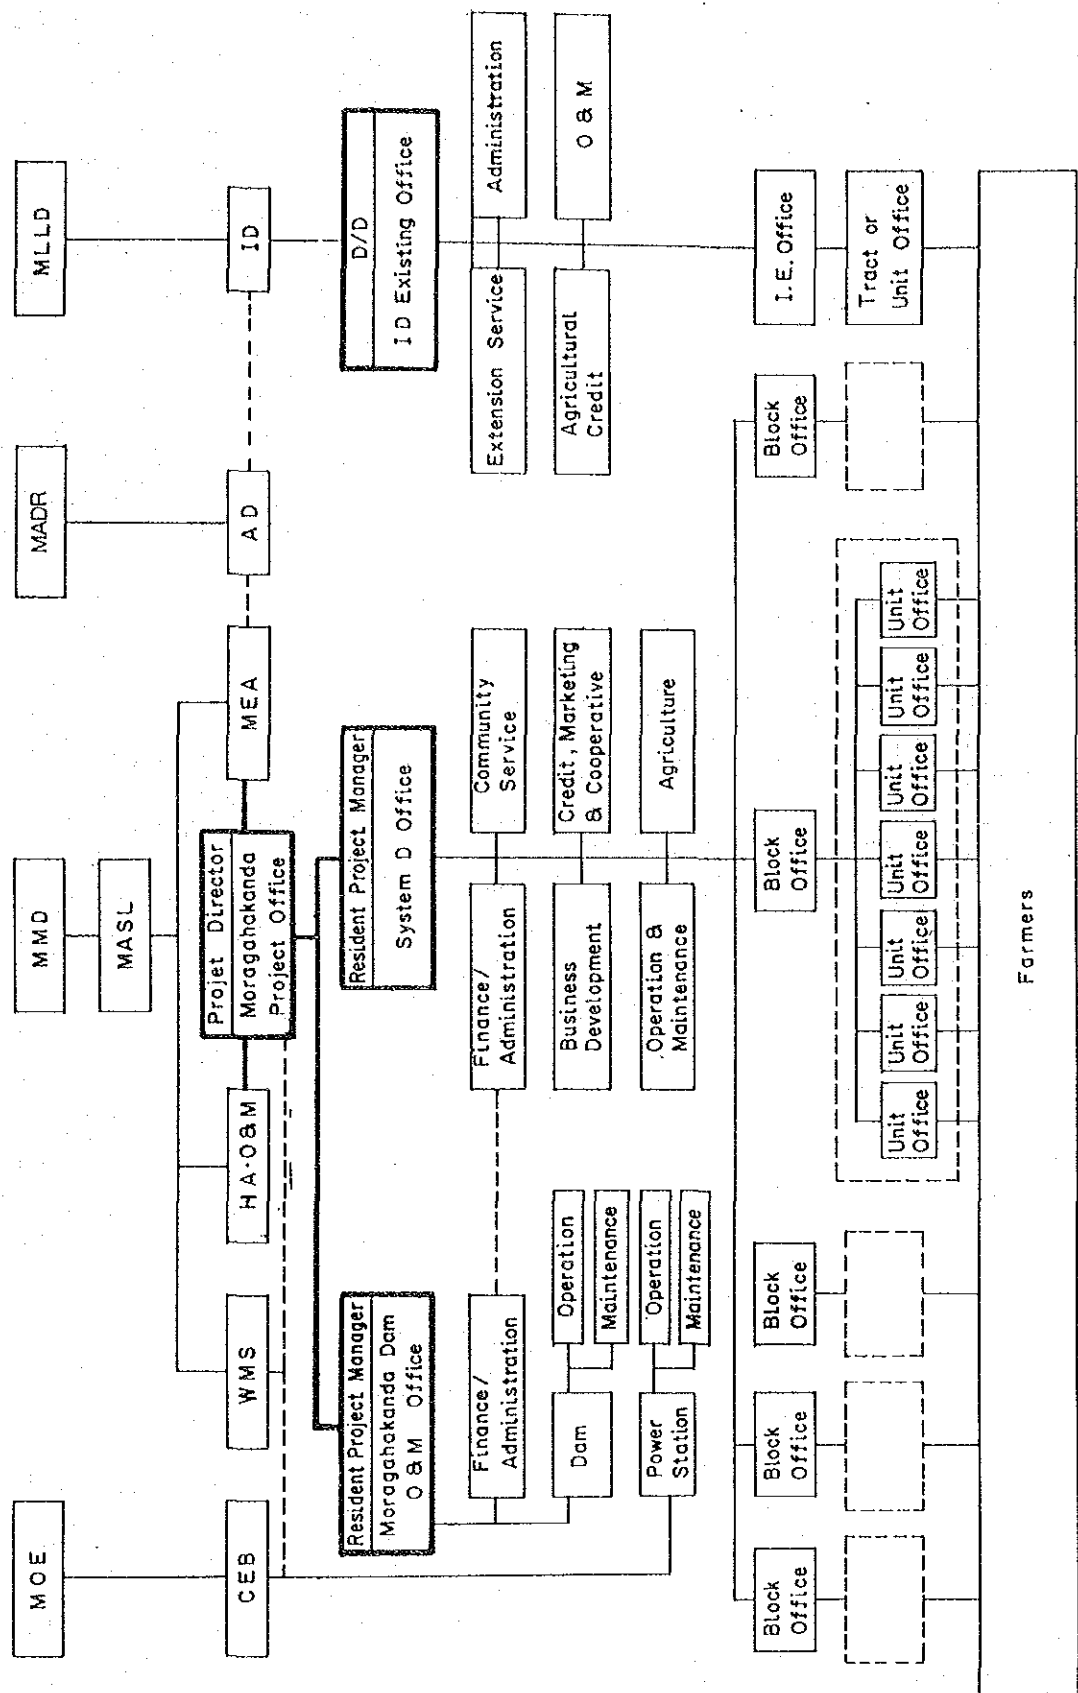 MOE
MMD
MADR
MLLD
MASL
CEB
WMS
HA·O&M
Projet Director
Moragahakanda
Project Office
MEA
AD
ID
Resident Project Manager
Moragahakanda Dam
O & M Office
Resident Project Manager
System D Office
D/D
ID Existing Office
Finance/
Administration
Finance/
Administration
Community
Service
Extension Service
Administration
Dam
Operation
Maintenance
Business
Development
Credit, Marketing
& Cooperative
Agricultural
Credit
O & M
Power
Station
Operation
Maintenance
Operation &
Maintenance
Agriculture
Block
Office
Block
Office
Block
Office
Block
Office
Block
Office
I.E. Office
Unit
Office
Unit
Office
Unit
Office
Unit
Office
Unit
Office
Unit
Office
Unit
Office
Tract or
Unit Office
Farmers